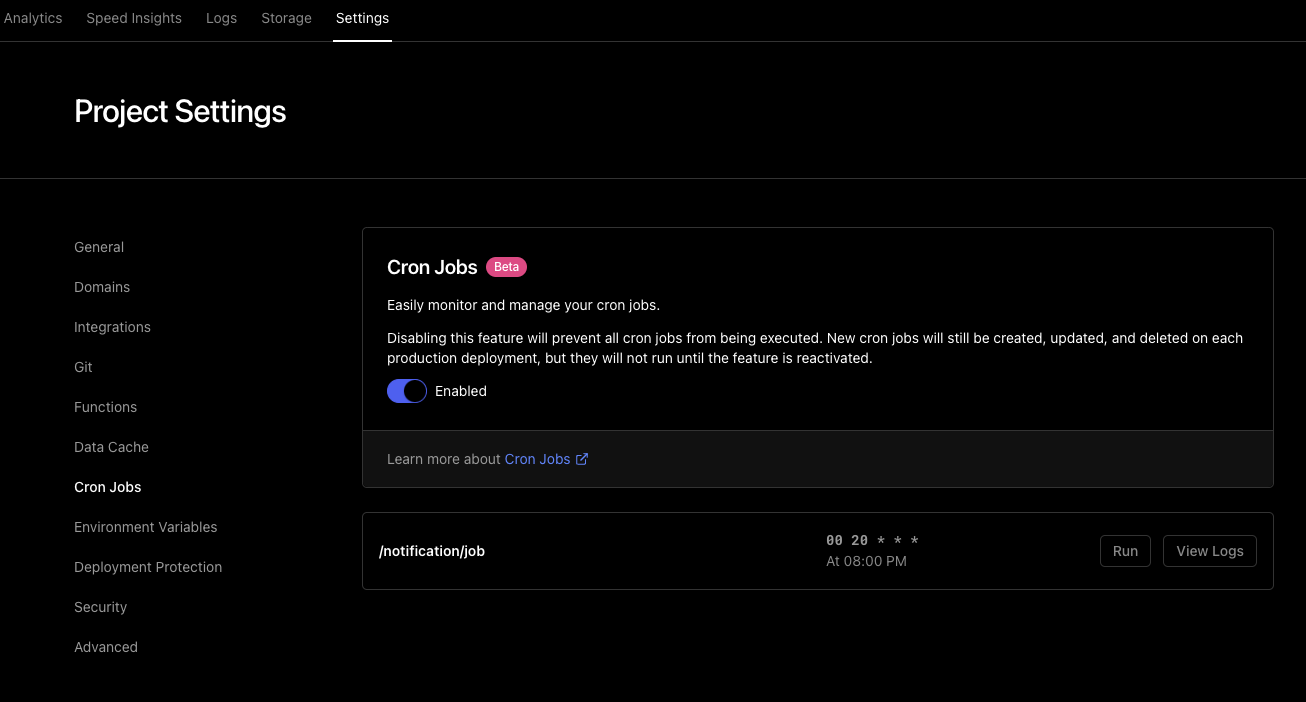 Analytics Speed Insights Logs Storage Settings
Project Settings
General
Domains
Integrations
Git
Functions
Data Cache
Cron Jobs
Environment Variables
Deployment Protection
Security
Advanced
Cron Jobs Beta
Easily monitor and manage your cron jobs.
Disabling this feature will prevent all cron jobs from being executed. New cron jobs will still be created, updated, and deleted on each
production deployment, but they will not run until the feature is reactivated.
Enabled
Learn more about Cron Jobs
/notification/job
00 20 * * *
At 08:00 PM
Run View Logs